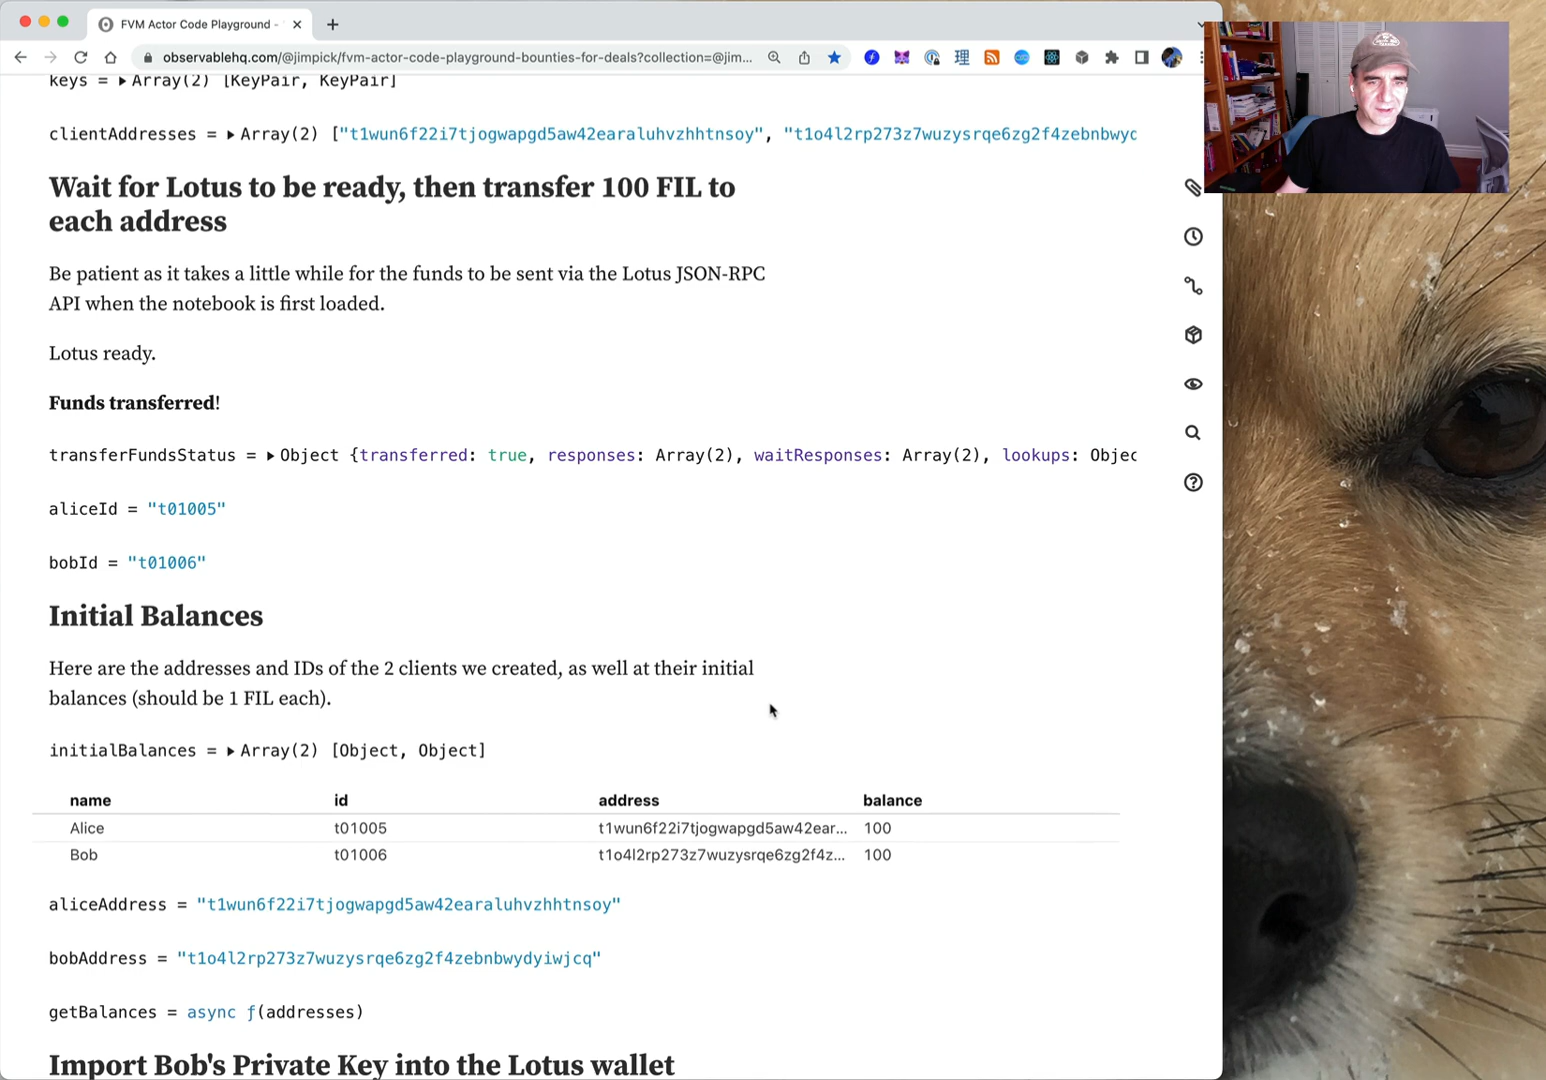 FVM Actor Code Playground -
observablehq.com/@jimpick/fvm-actor-code-playground-bounties-for-deals?collection=@jim...
keys = Array(2) [KeyPair, KeyPair]
clientAddresses = Array(2) ["t1wun6f22i7tjogwapgd5aw42earaluhvzhhtnsoy", "t1o4l2rp273z7wuzysrqe6zg2f4zebnbwyc
Wait for Lotus to be ready, then transfer 100 FIL to
each address
Be patient as it takes a little while for the funds to be sent via the Lotus JSON-RPC
API when the notebook is first loaded.
Lotus ready.
Funds transferred!
transferFundsStatus = Object {transferred: true, responses: Array(2), waitResponses: Array(2), lookups: Objec
aliceId = "t01005"
bobId = "t01006"
Initial Balances
Here are the addresses and IDs of the 2 clients we created, as well at their initial
balances (should be 1 FIL each).
initialBalances = Array(2) [Object, Object]
name id address balance
Alice t01005 t1wun6f22i7tjogwapgd5aw42ear... 100
Bob t01006 t1o4l2rp273z7wuzysrqe6zg2f4z... 100
aliceAddress = "t1wun6f22i7tjogwapgd5aw42earaluhvzhhtnsoy"
bobAddress = "t1o4l2rp273z7wuzysrqe6zg2f4zebnbwydyiwjcq"
getBalances = async ƒ(addresses)
Import Bob's Private Key into the Lotus wallet